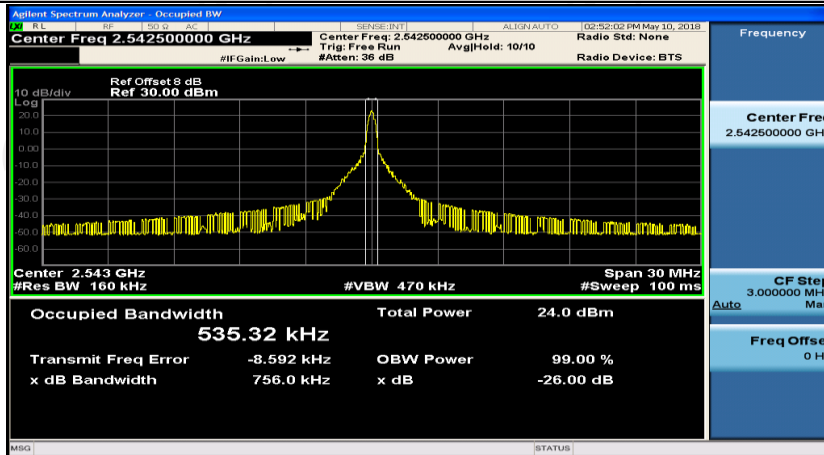 Agilent Spectrum Analyzer - Occupied BW
LXI RL RF 50 Ω AC SENSE:INT ALIGN AUTO 02:52:02 PM May 10, 2018
Center Freq 2.542500000 GHz
Center Freq: 2.542500000 GHz Radio Std: None
Trig: Free Run Avg|Hold: 10/10
#IFGain:Low #Atten: 36 dB Radio Device: BTS
Frequency
Ref Offset 8 dB
10 dB/div Ref 30.00 dBm
Log
20.0
10.0
0.00
-10.0
-20.0
-30.0
-40.0
-50.0
-60.0
Center 2.543 GHz Span 30 MHz
#Res BW 160 kHz #VBW 470 kHz #Sweep 100 ms
Occupied Bandwidth Total Power 24.0 dBm
535.32 kHz
Transmit Freq Error -8.592 kHz OBW Power 99.00 %
x dB Bandwidth 756.0 kHz x dB -26.00 dB
Center Fre
2.542500000 GH
CF Step
3.000000 MH
Auto Ma
Freq Offse
0 H
MSG STATUS